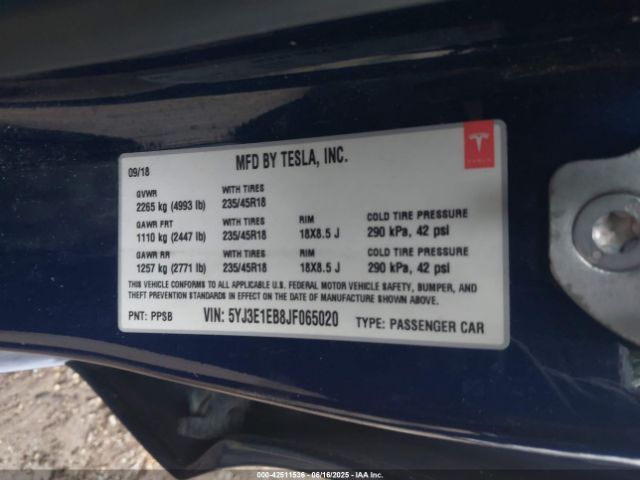 09/18
MFD BY TESLA, INC.
TESLA
GVWR
2265 kg (4993 lb)
WITH TIRES
235/45R18
GAWR FRT
1110 kg (2447 lb)
WITH TIRES
235/45R18
RIM
18X8.5 J
COLD TIRE PRESSURE
290 kPa, 42 psi
GAWR RR
1257 kg (2771 lb)
WITH TIRES
235/45R18
RIM
18X8.5 J
COLD TIRE PRESSURE
290 kPa, 42 psi
THIS VEHICLE CONFORMS TO ALL APPLICABLE U.S. FEDERAL MOTOR VEHICLE SAFETY, BUMPER, AND
THEFT PREVENTION STANDARDS IN EFFECT ON THE DATE OF MANUFACTURE SHOWN ABOVE.
PNT: PPSB
VIN: 5YJ3E1EB8JF065020
TYPE: PASSENGER CAR
000-42511536 - 06/16/2025 - Copyright © 2025 - IAA Inc.